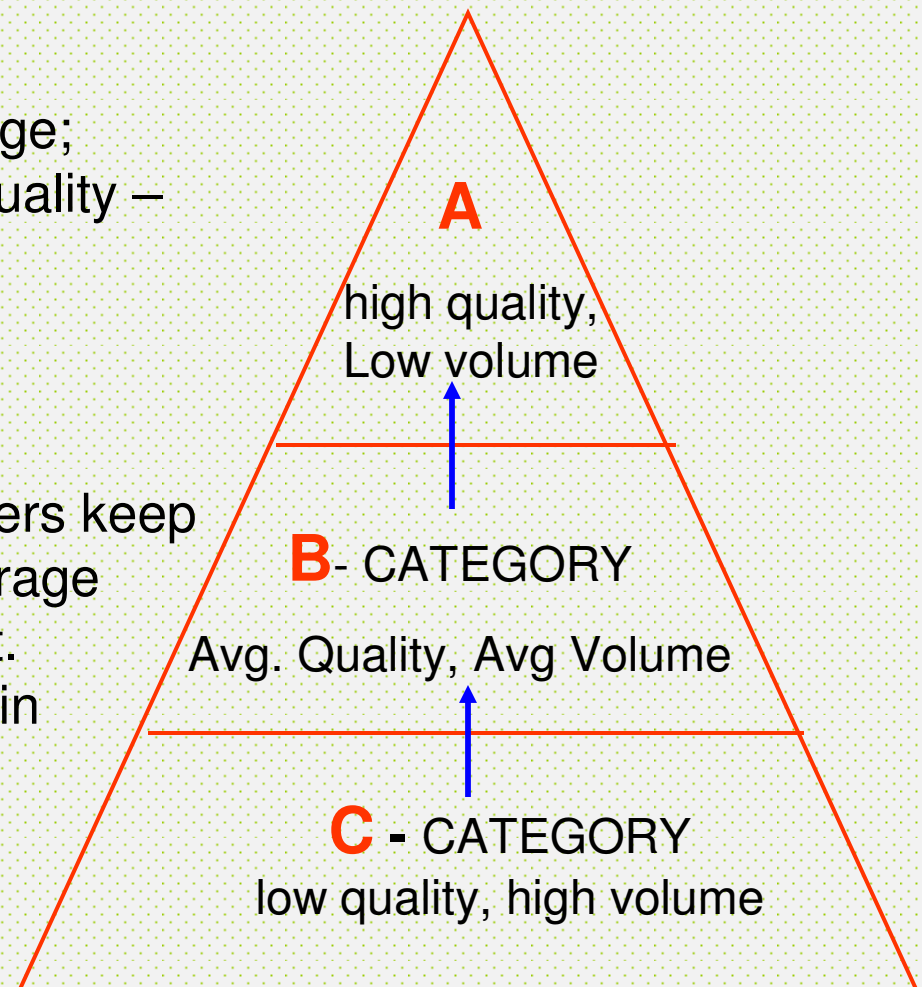 ge;
uality –
ers keep
rage
in
A
high quality,
Low volume
B- CATEGORY
Avg. Quality, Avg Volume
C - CATEGORY
low quality, high volume